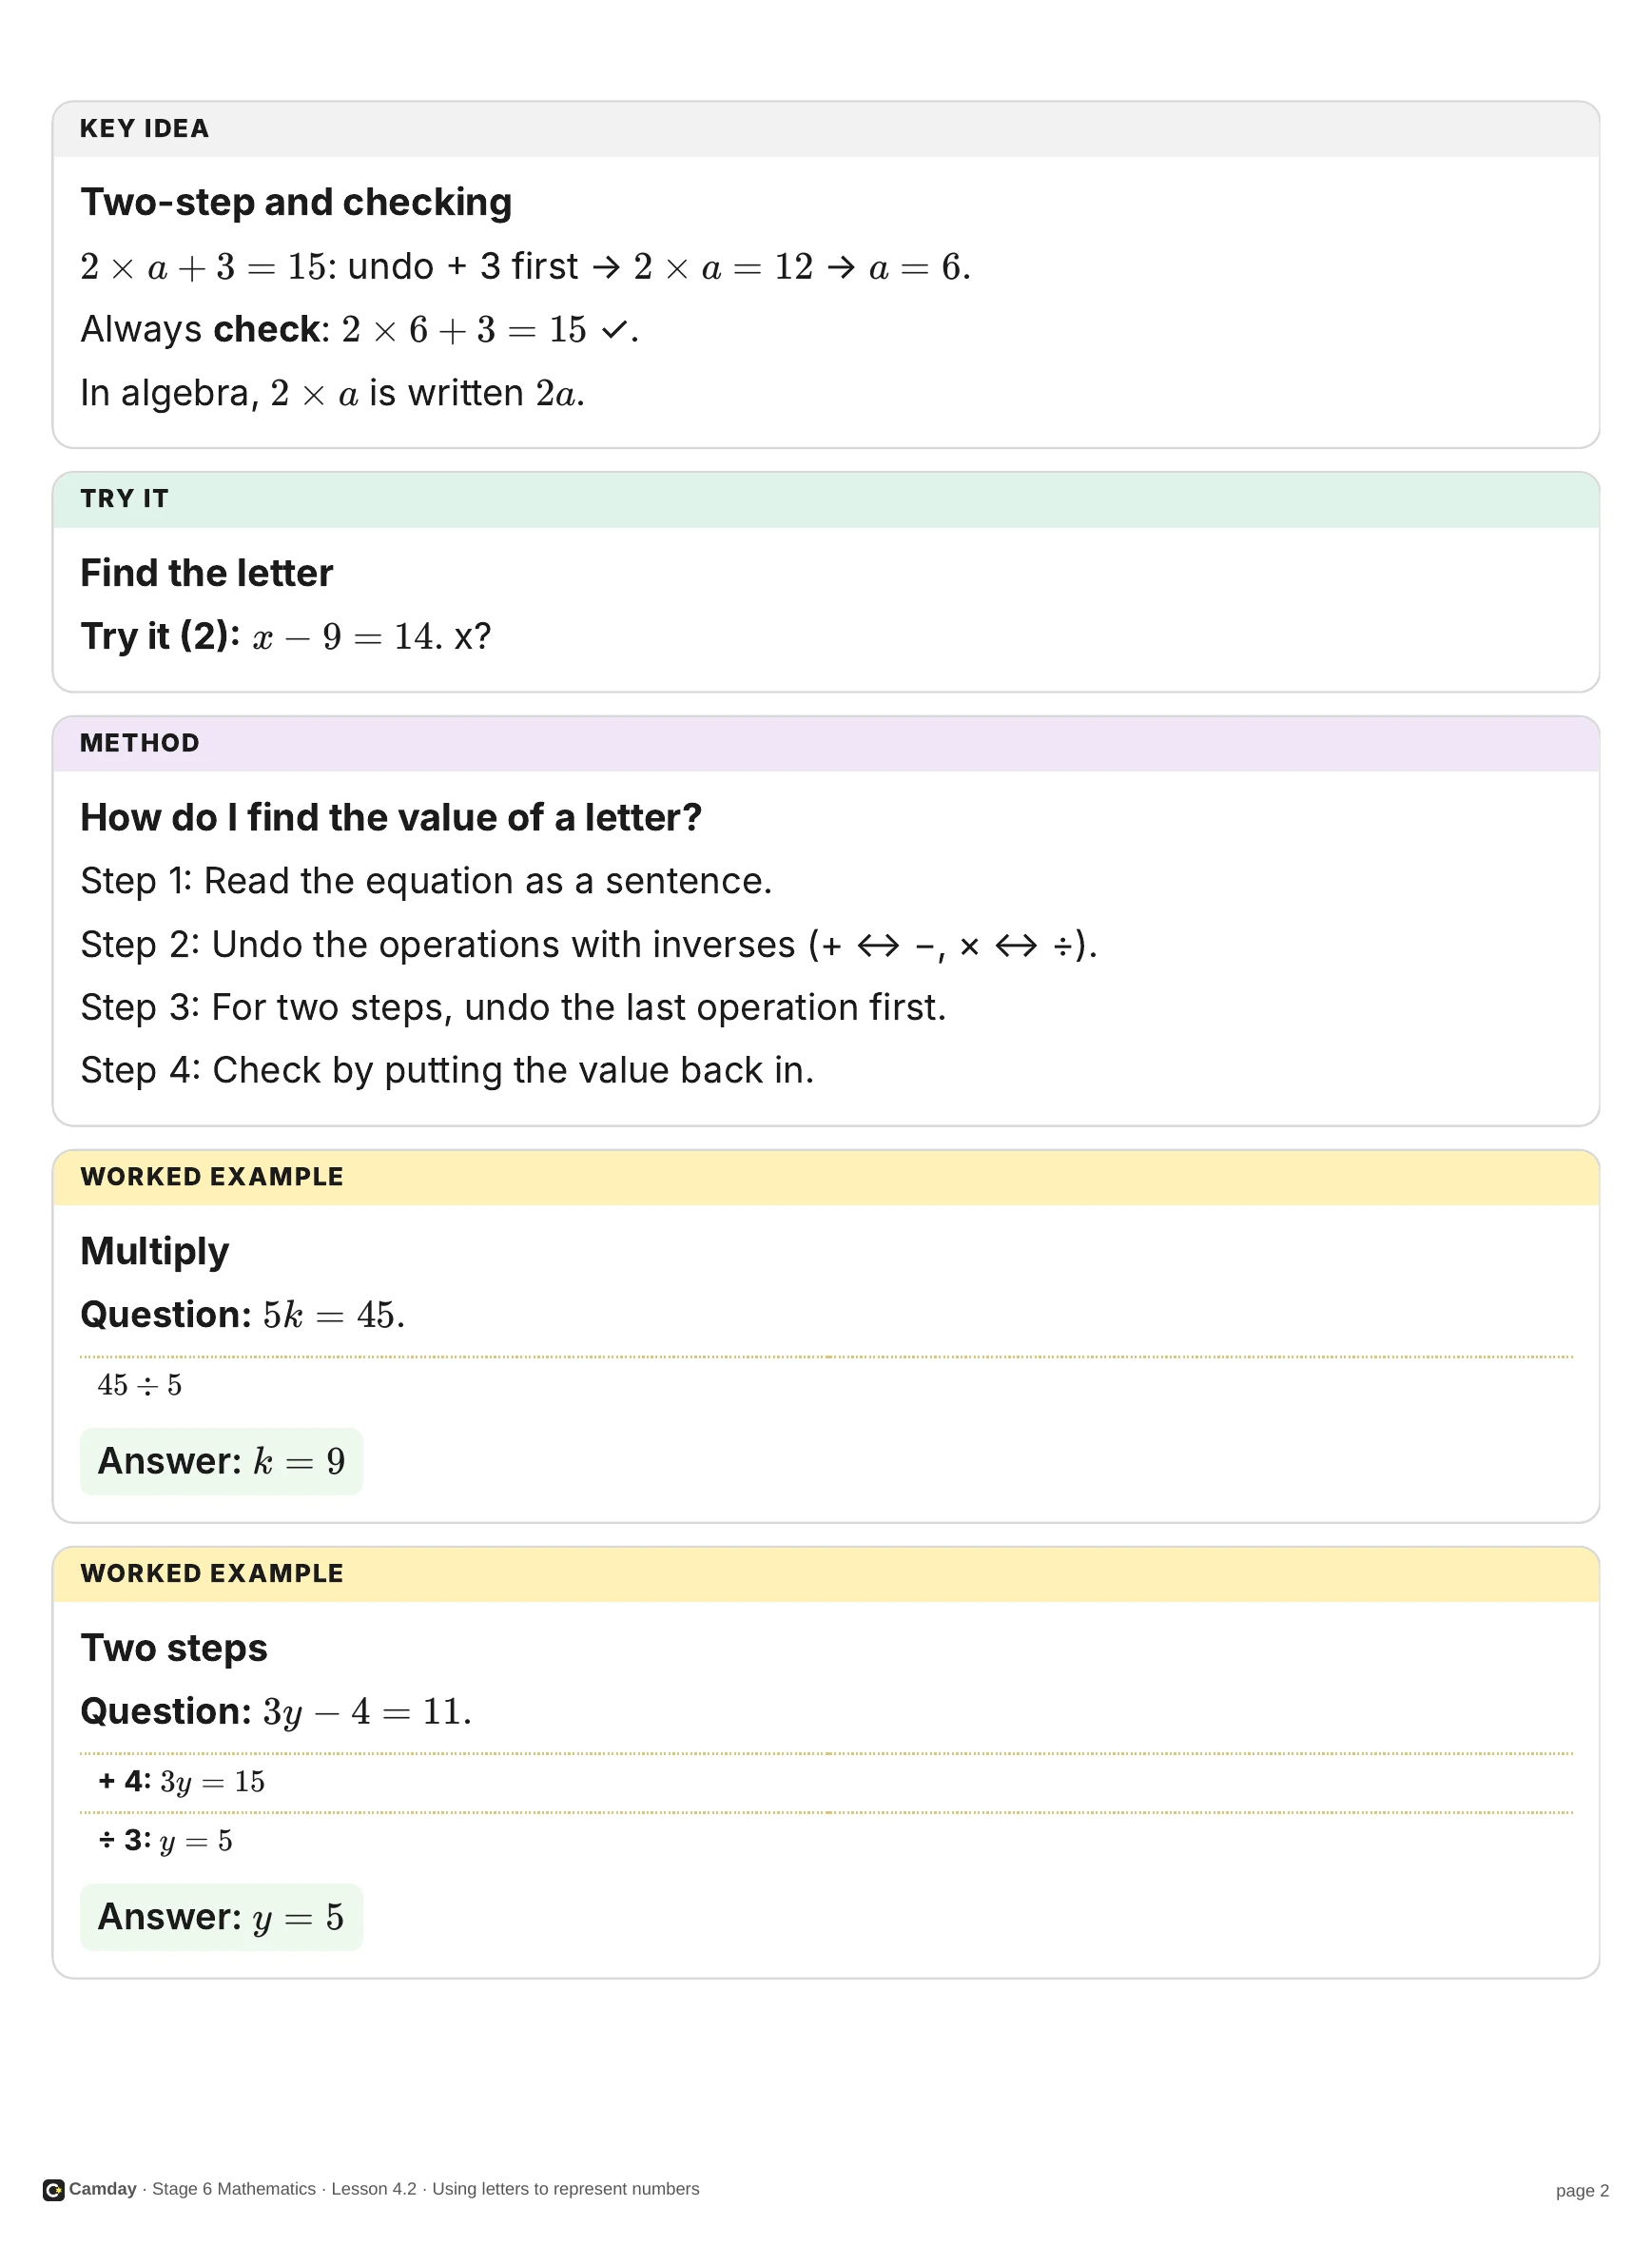 KEY IDEA
Two-step and checking
2 × a + 3 = 15: undo + 3 first → 2 × a = 12 → a = 6.
Always check: 2 × 6 + 3 = 15 ✓.
In algebra, 2 × a is written 2a.
TRY IT
Find the letter
Try it (2): x − 9 = 14. x?
METHOD
How do I find the value of a letter?
Step 1: Read the equation as a sentence.
Step 2: Undo the operations with inverses (+ ↔ −, × ↔ ÷).
Step 3: For two steps, undo the last operation first.
Step 4: Check by putting the value back in.
WORKED EXAMPLE
Multiply
Question: 5k = 45.
45 ÷ 5
Answer: k = 9
WORKED EXAMPLE
Two steps
Question: 3y − 4 = 11.
+ 4: 3y = 15
÷ 3: y = 5
Answer: y = 5
Camday · Stage 6 Mathematics · Lesson 4.2 · Using letters to represent numbers
page 2